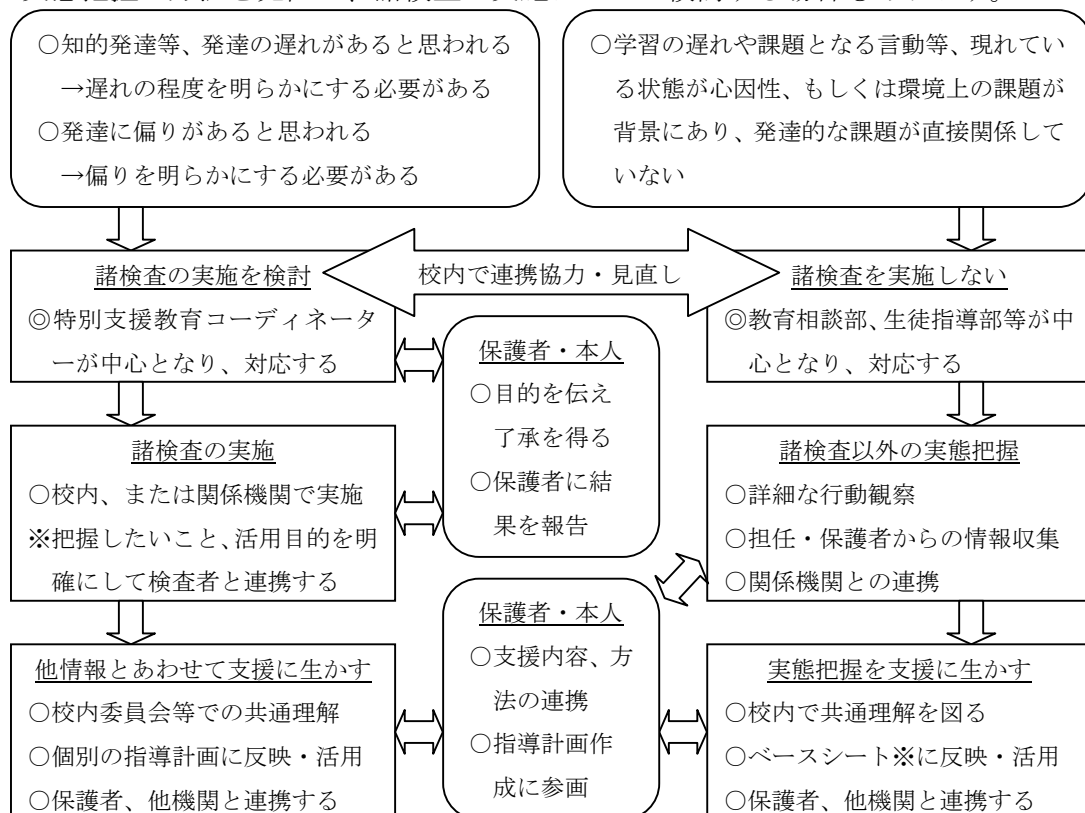 ○知的発達等、発達の遅れがあると思われる
→遅れの程度を明らかにする必要がある
○発達に偏りがあると思われる
→偏りを明らかにする必要がある
○学習の遅れや課題となる言動等、現れてい
る状態が心因性、もしくは環境上の課題が
背景にあり、発達的な課題が直接関係して
いない
諸検査の実施を検討
◎特別支援教育コーディネータ
ーが中心となり、対応する
校内で連携協力・見直し
諸検査を実施しない
◎教育相談部、生徒指導部等が中
心となり、対応する
保護者・本人
○目的を伝え
了承を得る
○保護者に結
果を報告
諸検査の実施
○校内、または関係機関で実施
※把握したいこと、活用目的を明
確にして検査者と連携する
諸検査以外の実態把握
○詳細な行動観察
○担任・保護者からの情報収集
○関係機関との連携
保護者・本人
○支援内容、方
法の連携
○指導計画作
成に参画
他情報とあわせて支援に生かす
○校内委員会等での共通理解
○個別の指導計画に反映・活用
○保護者、他機関と連携する
実態把握を支援に生かす
○校内で共通理解を図る
○ベースシート※に反映・活用
○保護者、他機関と連携する